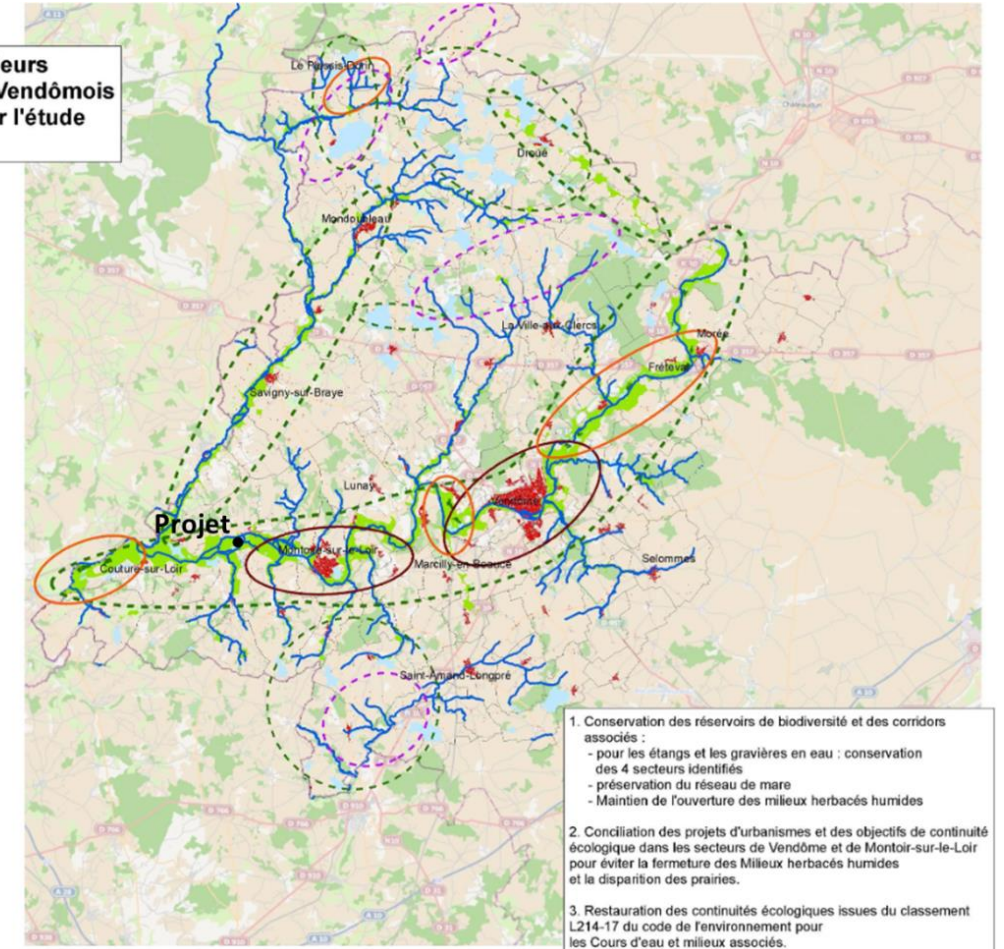 eurs
Vendômois
r l'étude
Le Plessis-Dorin
Droué
Mondoubleau
La Ville-aux-Clercs
Morée
Fréteval
Savigny-sur-Braye
Lunay
Vendôme
Projet
Montoir-sur-le-Loir
Couture-sur-Loir
Marcilly-en-Beauce
Selommes
Saint-Amand-Longpré
1. Conservation des réservoirs de biodiversité et des corridors
associés :
- pour les étangs et les gravières en eau : conservation
des 4 secteurs identifiés
- préservation du réseau de mare
- Maintien de l'ouverture des milieux herbacés humides
2. Conciliation des projets d'urbanismes et des objectifs de continuité
écologique dans les secteurs de Vendôme et de Montoir-sur-le-Loir
pour éviter la fermeture des Milieux herbacés humides
et la disparition des prairies.
3. Restauration des continuités écologiques issues du classement
L214-17 du code de l'environnement pour
les Cours d'eau et milieux associés.